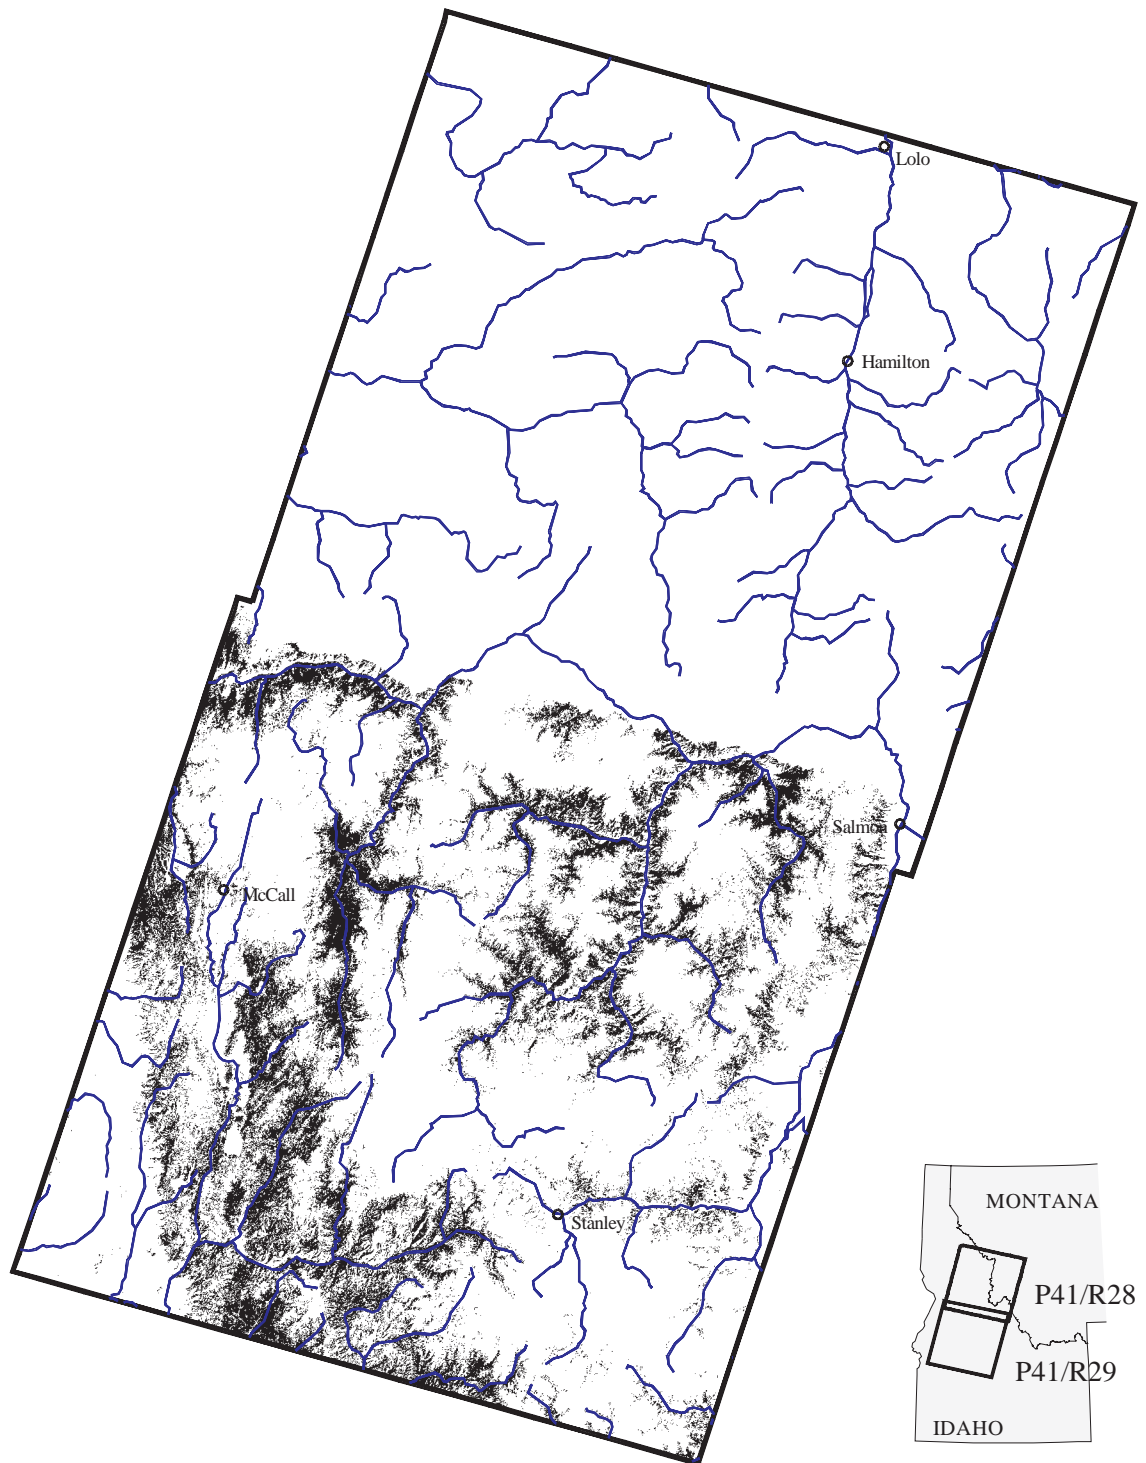 Lolo
Hamilton
Salmon
McCall
Stanley
MONTANA
P41/R28
P41/R29
IDAHO